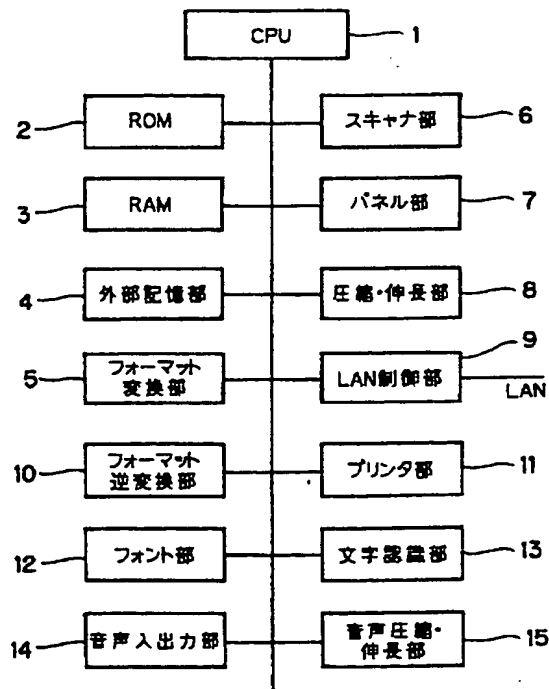 CPU
1
2
ROM
スキャナ部
6
3
RAM
パネル部
7
4
外部記憶部
圧縮・伸長部
8
5
フォーマット
変換部
LAN制御部
9
LAN
10
フォーマット
逆変換部
プリンタ部
11
12
フォント部
文字認識部
13
14
音声入出力部
音声圧縮・
伸長部
15